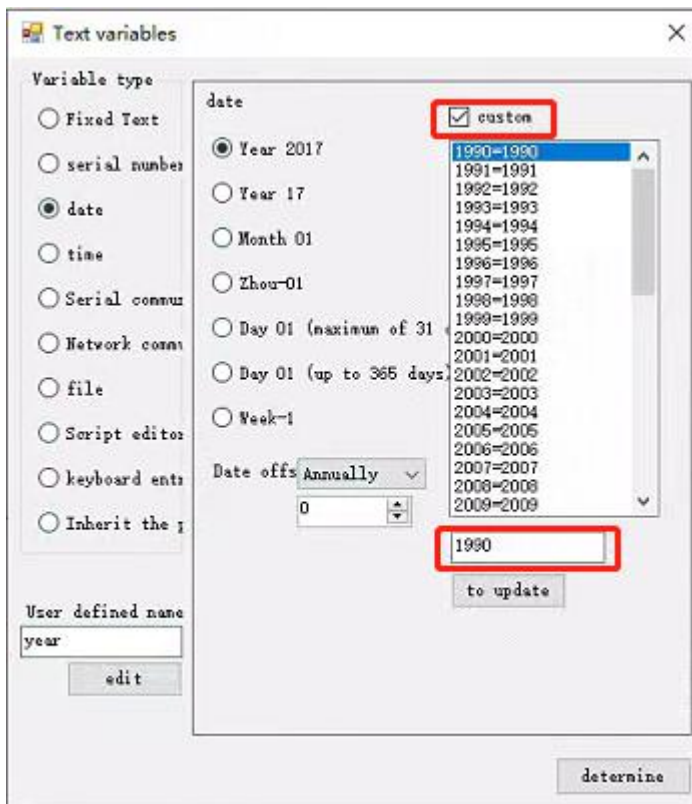 Text variables
Variable type
Fixed Text
serial number
date
time
Serial commu
Network commu
file
Script editor
keyboard entr
Inherit the p
User defined name
year
edit
date
Year 2017
Year 17
Month 01
Zhou-01
Day 01 (maximum of 31
Day 01 (up to 365 days)
Week-1
Date offs
Annually
0
custom
1990=1990
1991=1991
1992=1992
1993=1993
1994=1994
1995=1995
1996=1996
1997=1997
1998=1998
1999=1999
2000=2000
2001=2001
2002=2002
2003=2003
2004=2004
2005=2005
2006=2006
2007=2007
2008=2008
2009=2009
1990
to update
determine